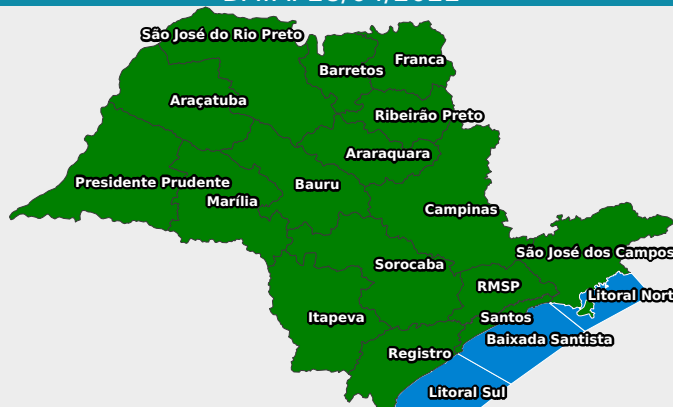 São José do Rio Preto
Franca
Barretos
Araçatuba
Ribeirão Preto
Araraquara
Presidente Prudente
Bauru
Marília
Campinas
São José dos Campos
Sorocaba
RMSP
Litoral Nort
Itapeva
Santos
Baixada Santista
Registro
Litoral Sul